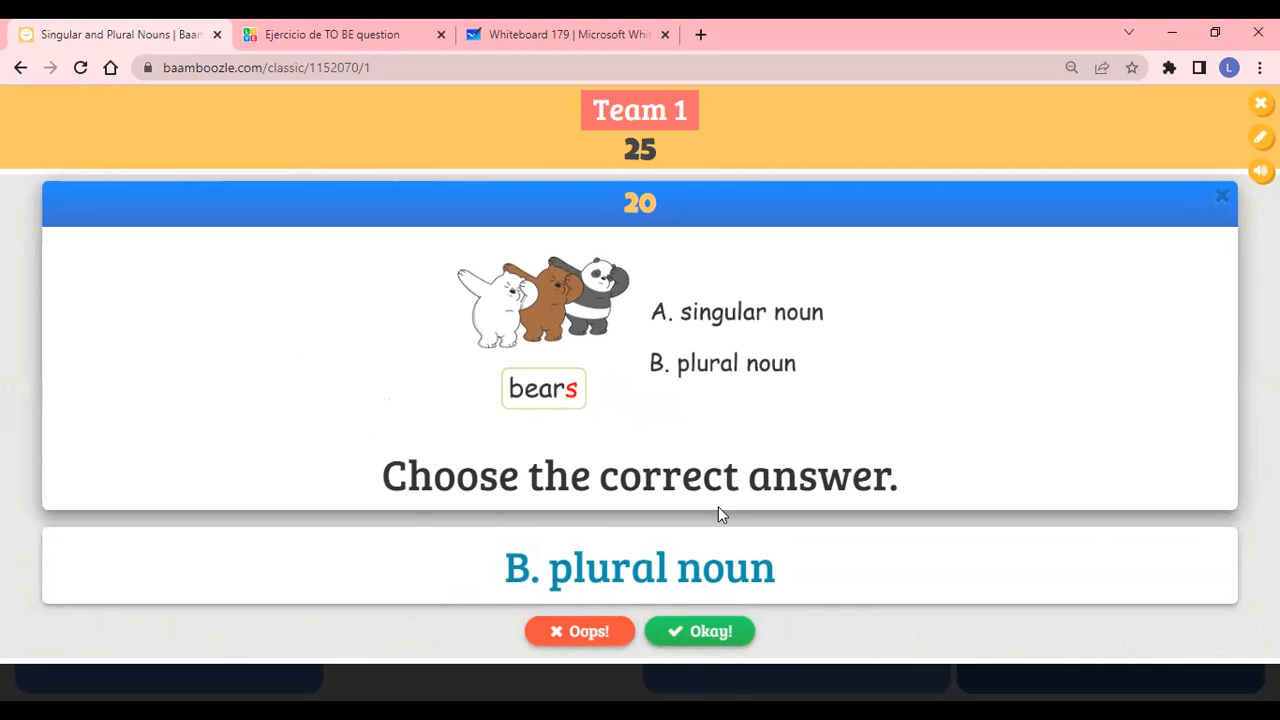 Singular and Plural Nouns | Baam
Ejercicio de TO BE question
Whiteboard 179 | Microsoft Whit
baamboozle.com/classic/1152070/1
L
Team 1
25
20
A. singular noun
B. plural noun
bears
Choose the correct answer.
B. plural noun
Oops!
Okay!